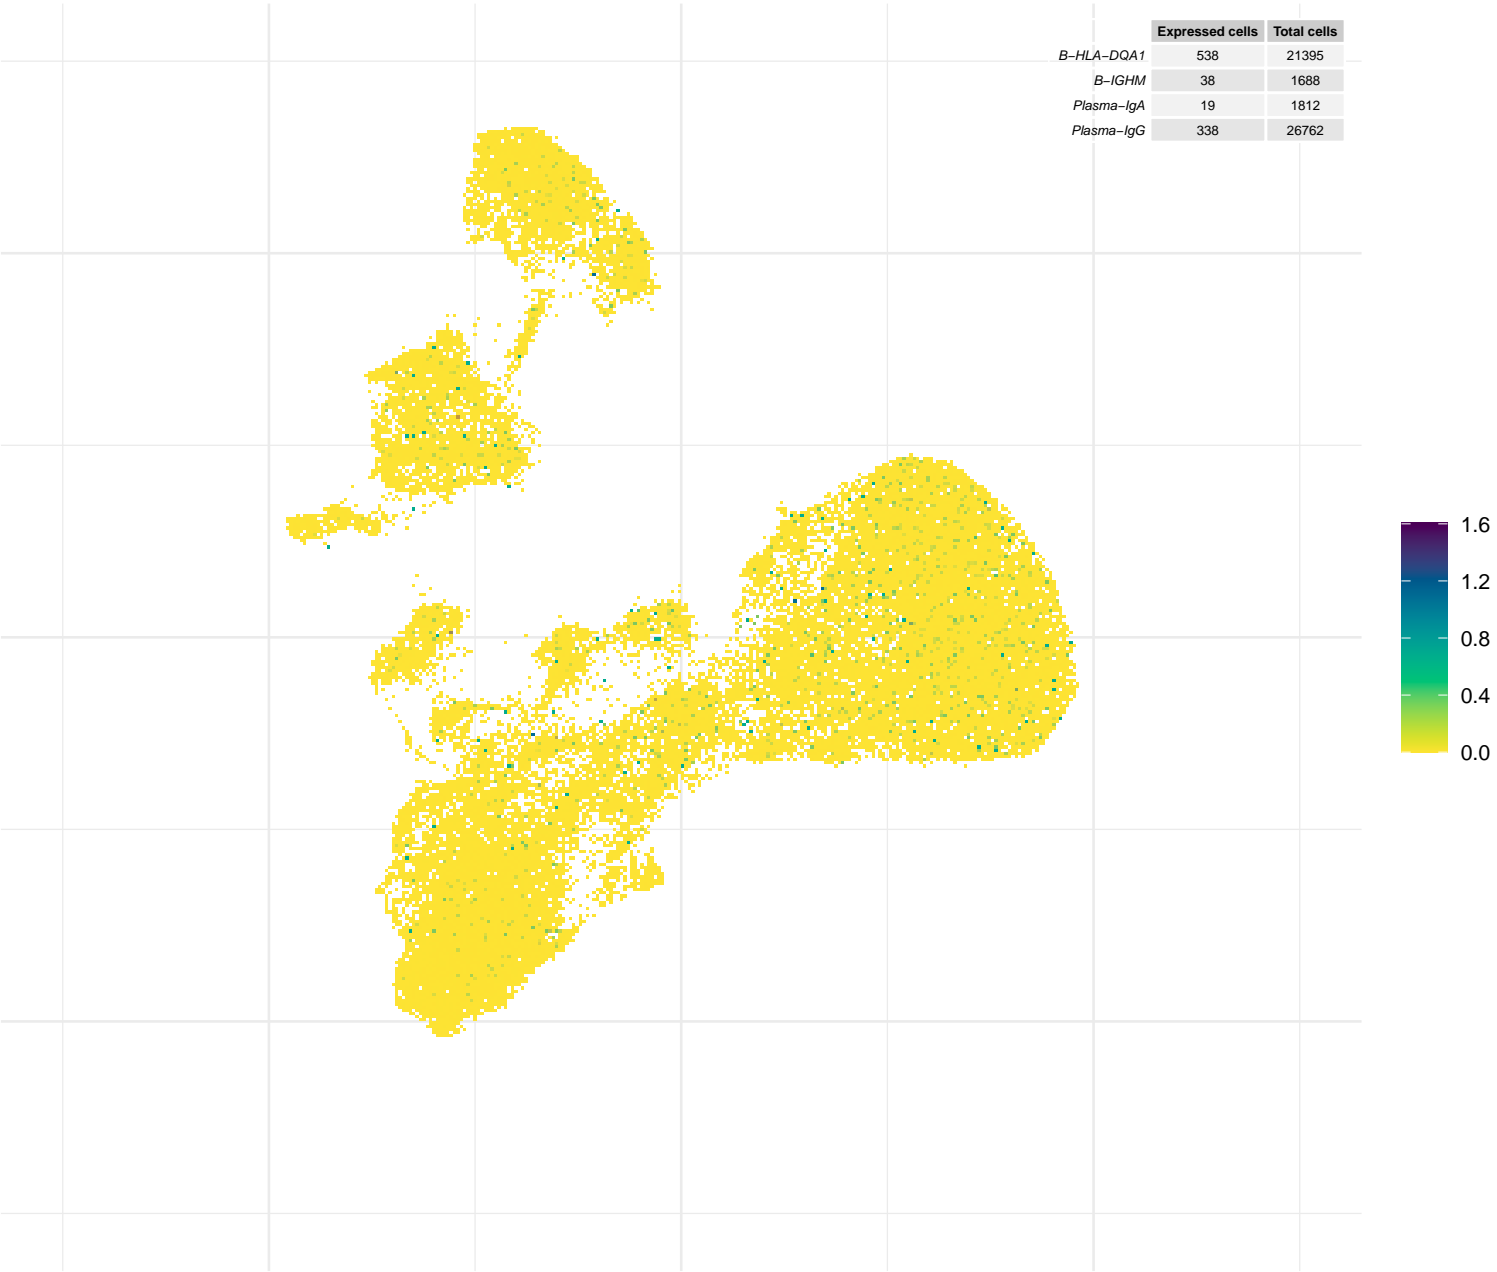 Expressed cells Total cells
B−HLA−DQA1 538 21395
B−IGHM 38 1688
Plasma−IgA 19 1812
Plasma−IgG 338 26762
1.6
1.2
0.8
0.4
0.0